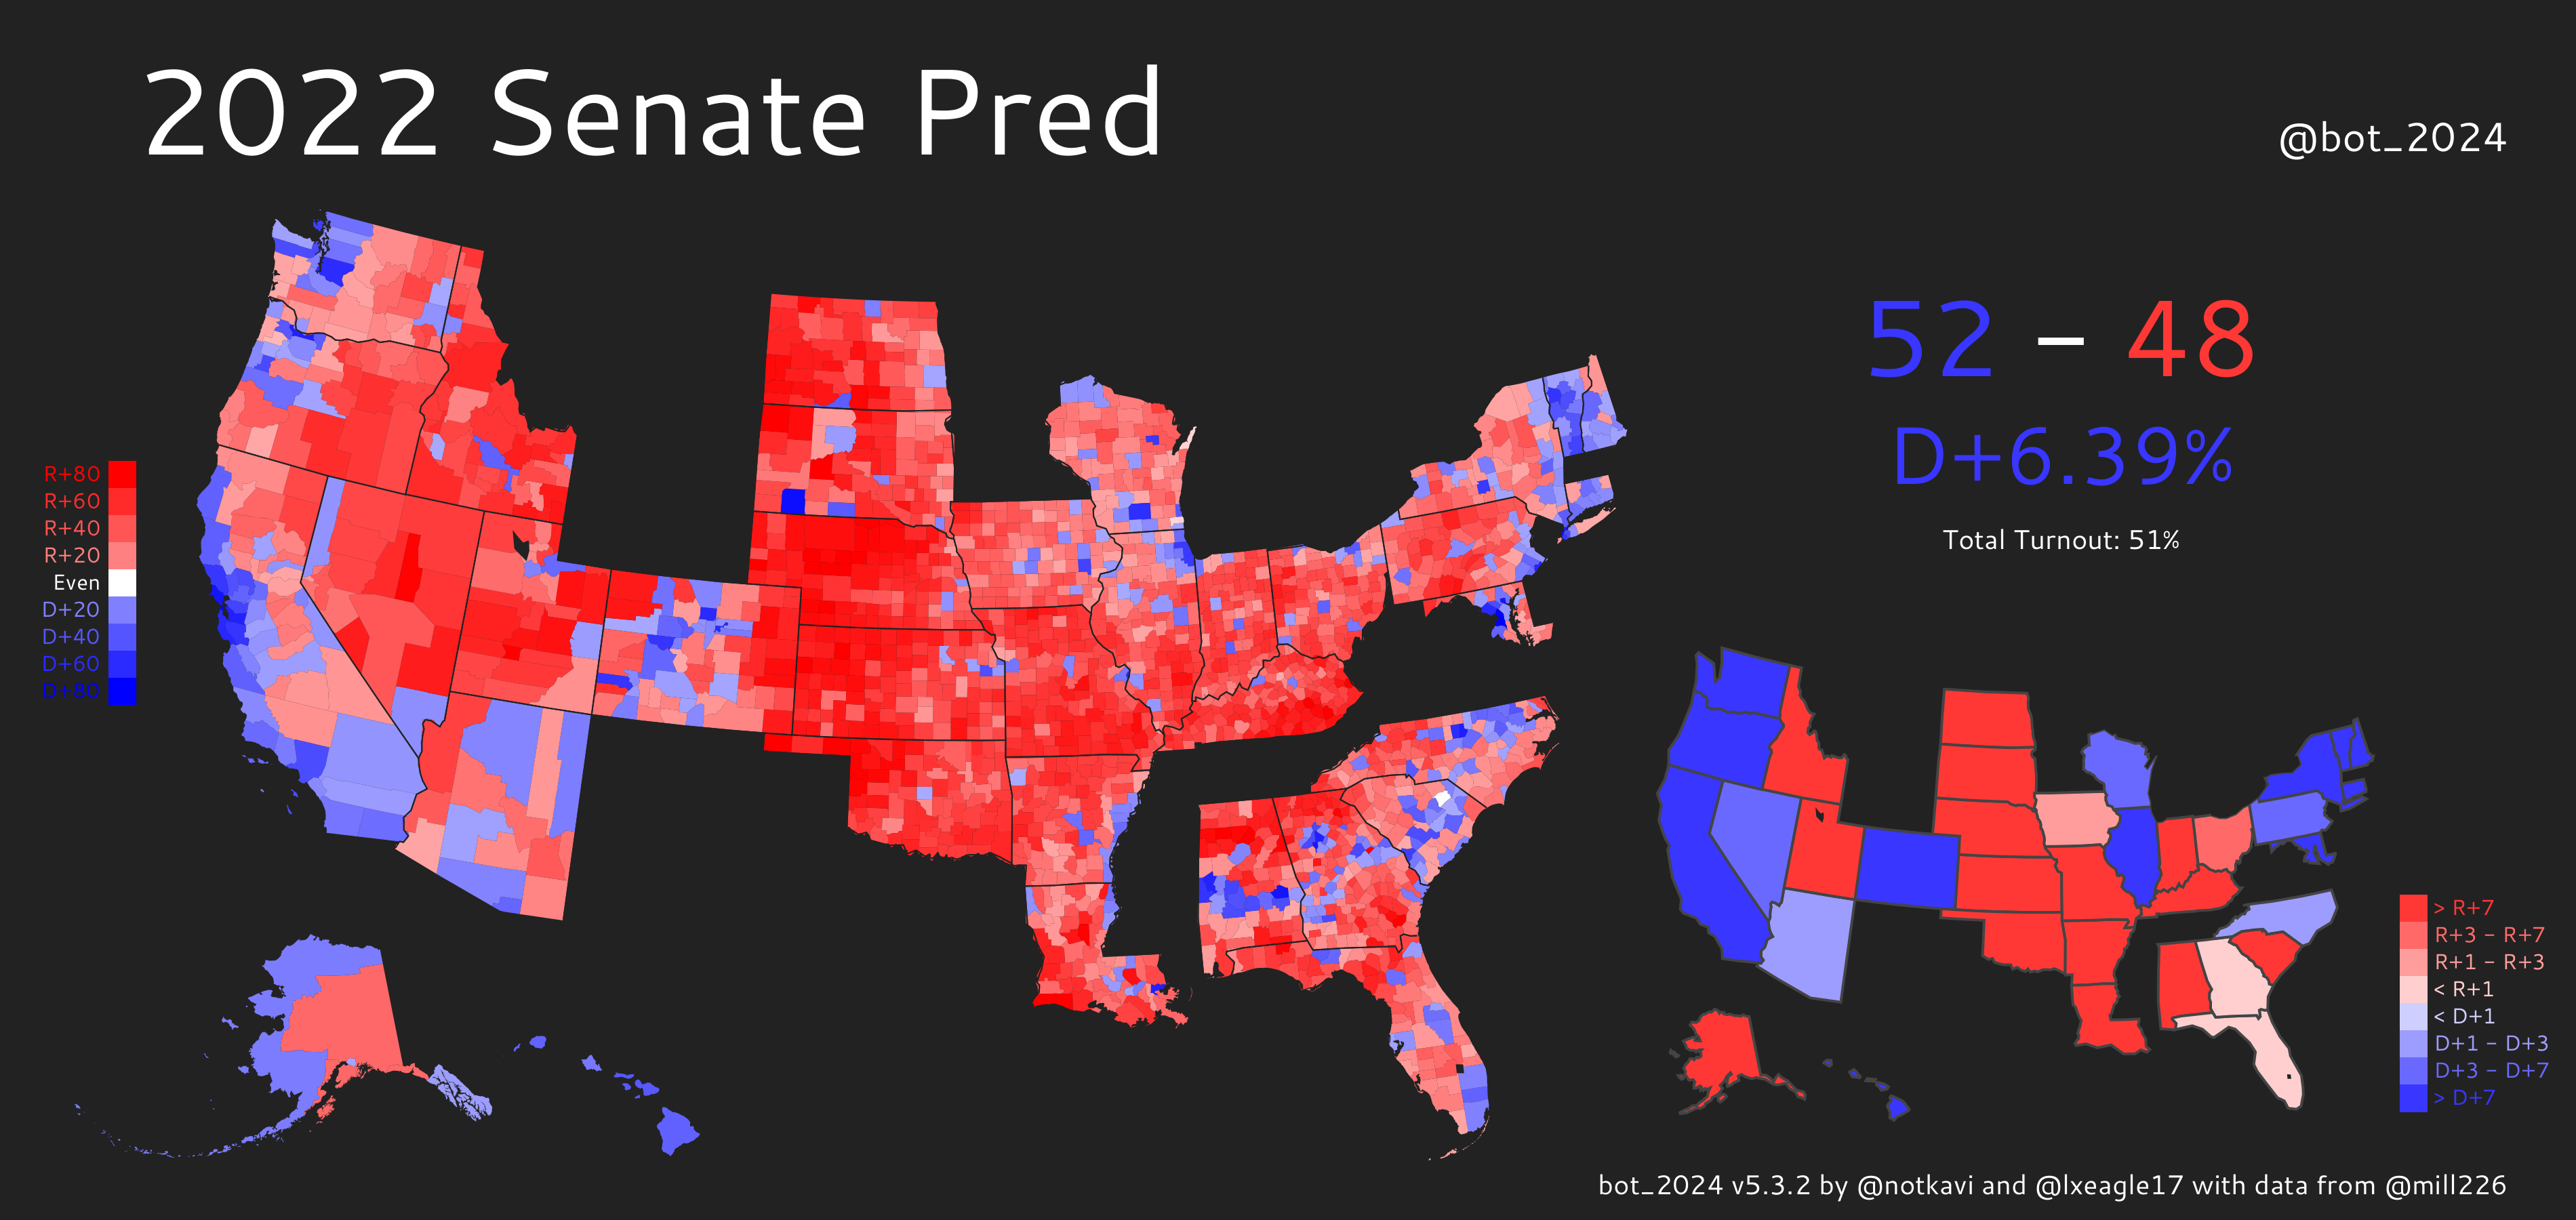 2022 Senate Pred
@bot_2024
52 - 48
D+6.39%
Total Turnout: 51%
R+80
R+60
R+40
R+20
Even
D+20
D+40
D+60
D+80
> R+7
R+3 - R+7
R+1 - R+3
< R+1
< D+1
D+1 - D+3
D+3 - D+7
> D+7
bot_2024 v5.3.2 by @notkavi and @lxeagle17 with data from @mill226